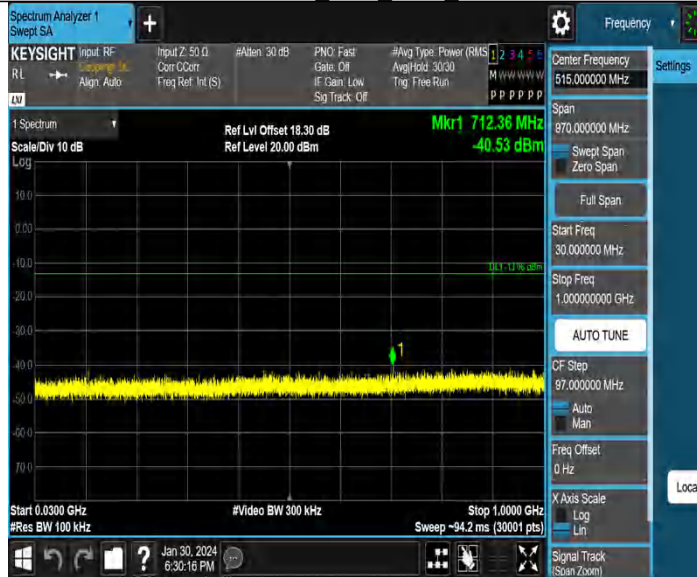 Spectrum Analyzer 1
Swept SA
+
Frequency
KEYSIGHT
Input: RF
Coupling: DC
Align: Auto
Input Z: 50 Ω
Corr CCorr
Freq Ref: Int (S)
#Atten: 30 dB
PNO: Fast
Gate: Off
IF Gain: Low
Sig Track: Off
#Avg Type: Power (RMS
Avg|Hold: 30/30
Trig: Free Run
1 2 3 4 5 6
M W W W W W
P P P P P P
R L
LXI
1 Spectrum
Scale/Div 10 dB
Log
Ref Lvl Offset 18.30 dB
Ref Level 20.00 dBm
Mkr1 712.36 MHz
-40.53 dBm
10.0
0.00
-10.0
DL1 -13.00 dBm
-20.0
-30.0
1
-40.0
-50.0
-60.0
-70.0
Start 0.0300 GHz
#Res BW 100 kHz
#Video BW 300 kHz
Stop 1.0000 GHz
Sweep ~94.2 ms (30001 pts)
?
Jan 30, 2024
6:30:16 PM
Center Frequency
515.000000 MHz
Settings
Span
970.000000 MHz
Swept Span
Zero Span
Full Span
Start Freq
30.000000 MHz
Stop Freq
1.000000000 GHz
AUTO TUNE
CF Step
97.000000 MHz
Auto
Man
Freq Offset
0 Hz
X Axis Scale
Log
Lin
Signal Track
(Span Zoom)
Loca